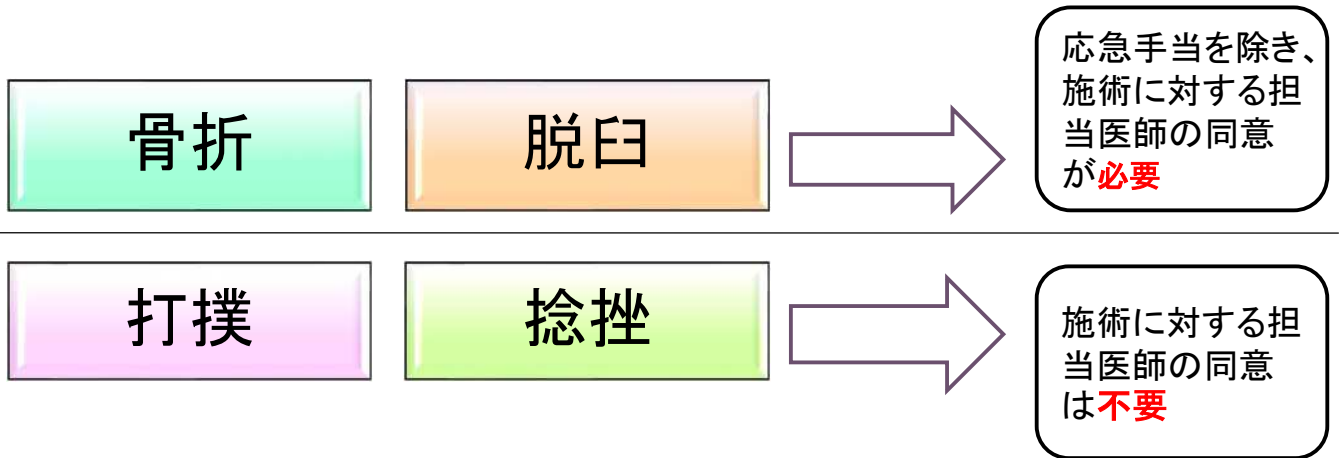 骨折
脱臼
応急手当を除き、
施術に対する担
当医師の同意
が必要
打撲
捻挫
施術に対する担
当医師の同意
は不要